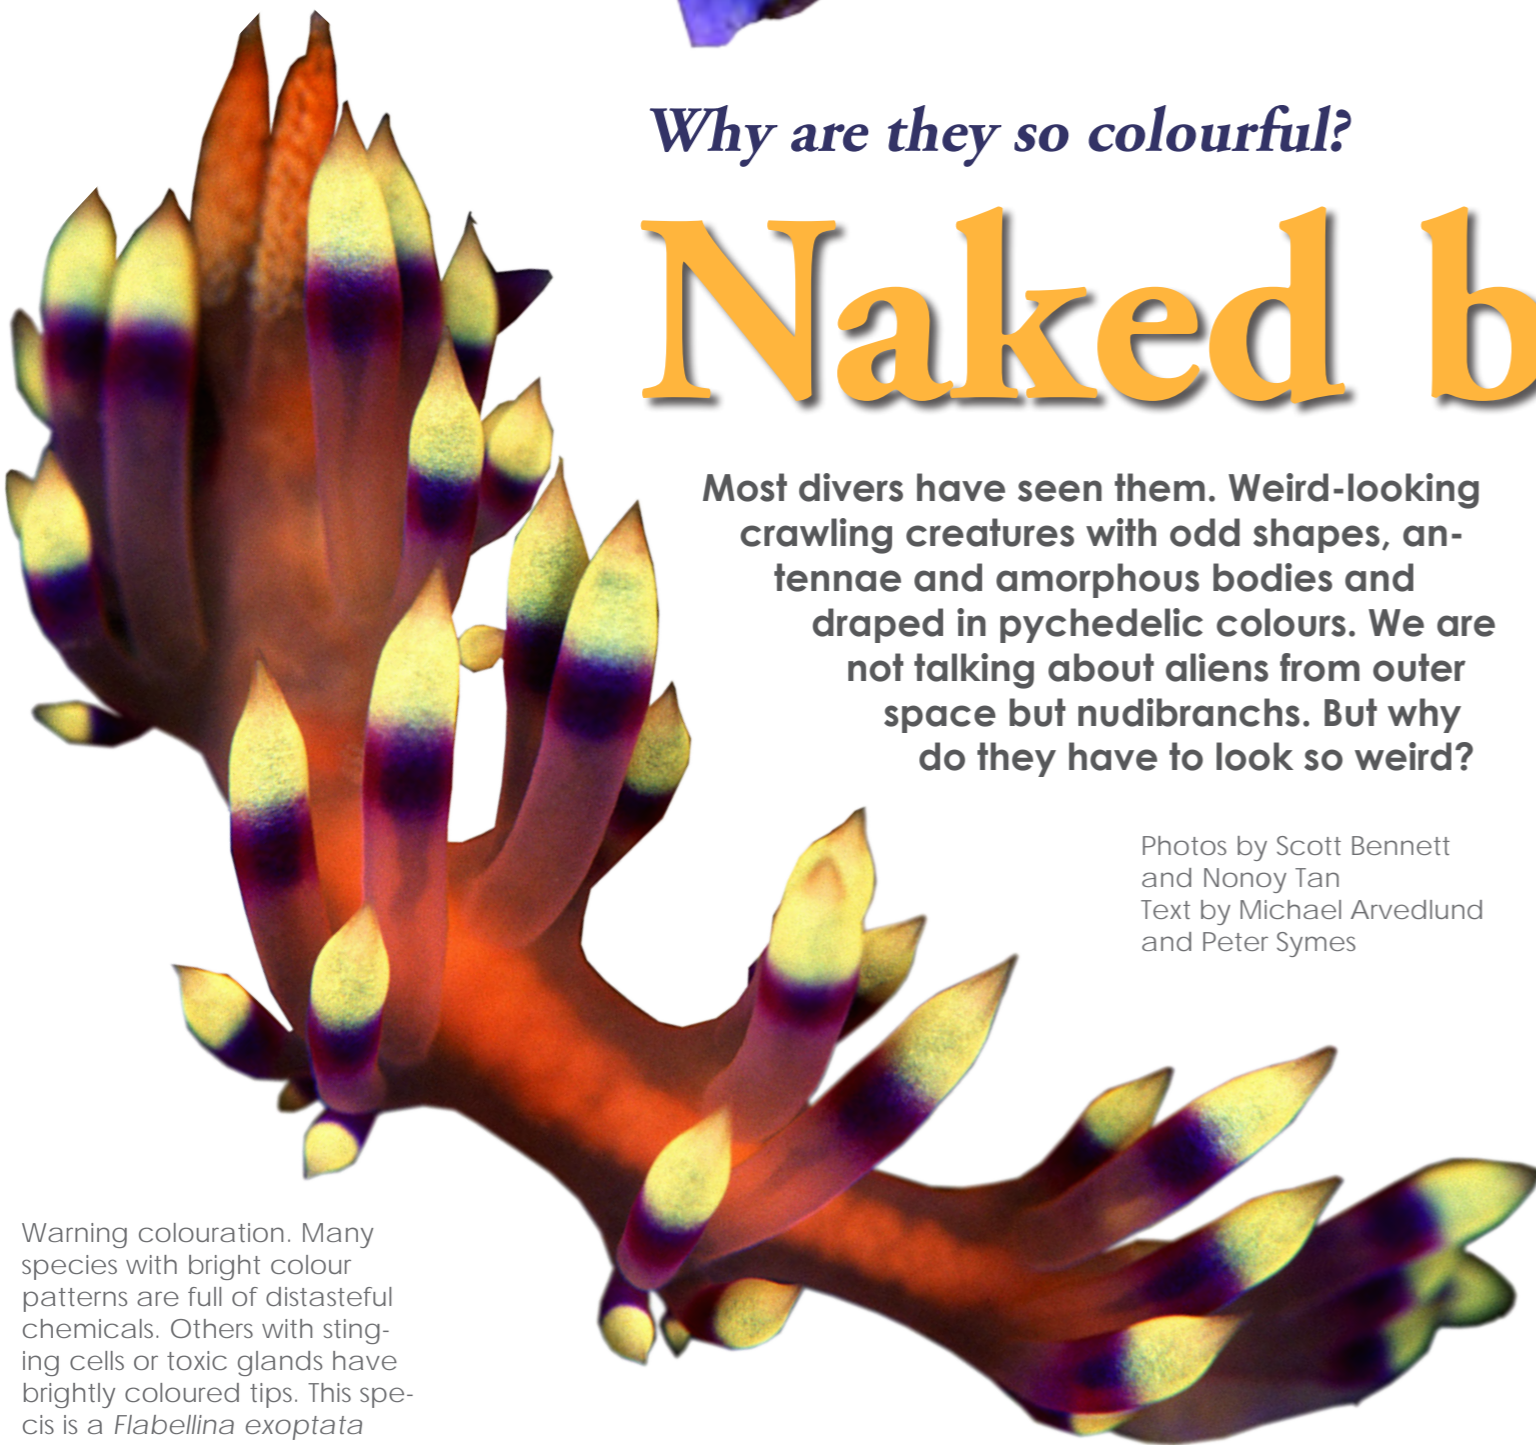 Why are they so colourful?
Naked b
Most divers have seen them. Weird-looking
crawling creatures with odd shapes, an-
tennae and amorphous bodies and
draped in pychedelic colours. We are
not talking about aliens from outer
space but nudibranchs. But why
do they have to look so weird?
Photos by Scott Bennett
and Nonoy Tan
Text by Michael Arvedlund
and Peter Symes
Warning colouration. Many
species with bright colour
patterns are full of distasteful
chemicals. Others with sting-
ing cells or toxic glands have
brightly coloured tips. This spe-
cis is a Flabellina exoptata